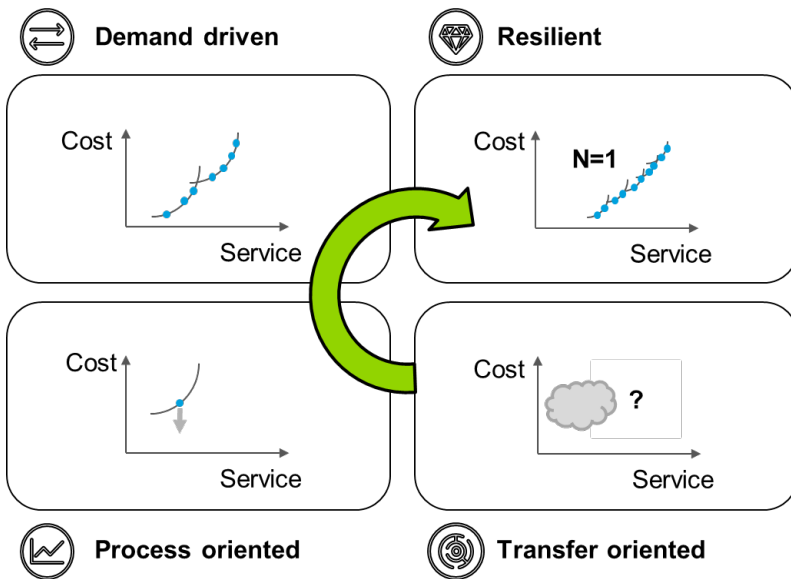 Demand driven
Resilient
Cost
Service
Cost
N=1
Service
Cost
Service
Cost
?
Service
Process oriented
Transfer oriented